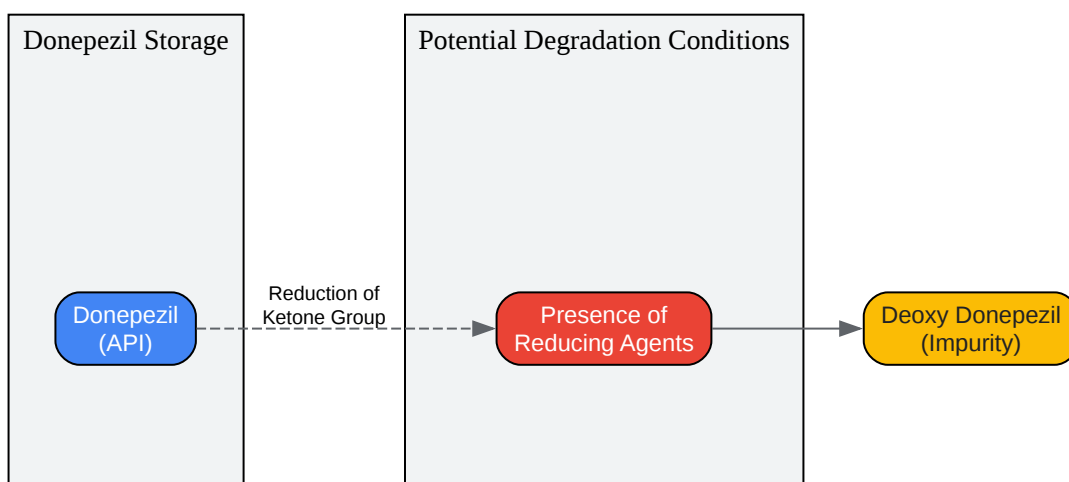 Donepezil Storage
Potential Degradation Conditions
Donepezil
(API)
Reduction of
Ketone Group
Presence of
Reducing Agents
Deoxy Donepezil
(Impurity)